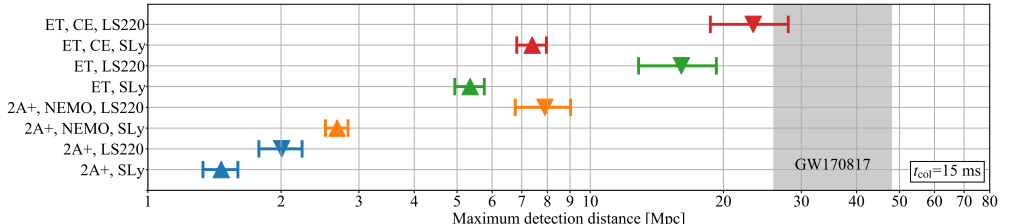 ET, CE, LS220
ET, CE, SLy
ET, LS220
ET, SLy
2A+, NEMO, LS220
2A+, NEMO, SLy
2A+, LS220
2A+, SLy
GW170817
t_col=15 ms
1 2 3 4 5 6 7 8 9 10 20 30 40 50 60 70 80
Maximum detection distance [Mpc]